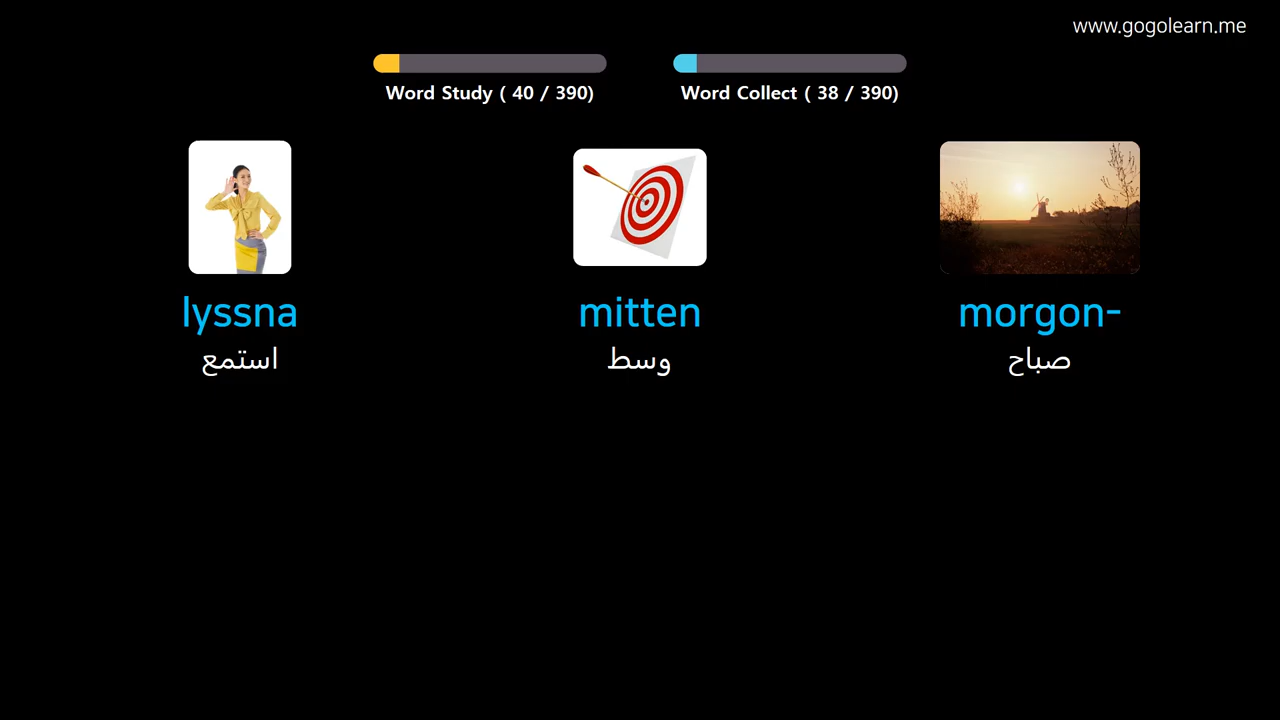 www.gogolearn.me
Word Study ( 40 / 390)
Word Collect ( 38 / 390)
lyssna
mitten
morgon-
استمع
وسط
صباح